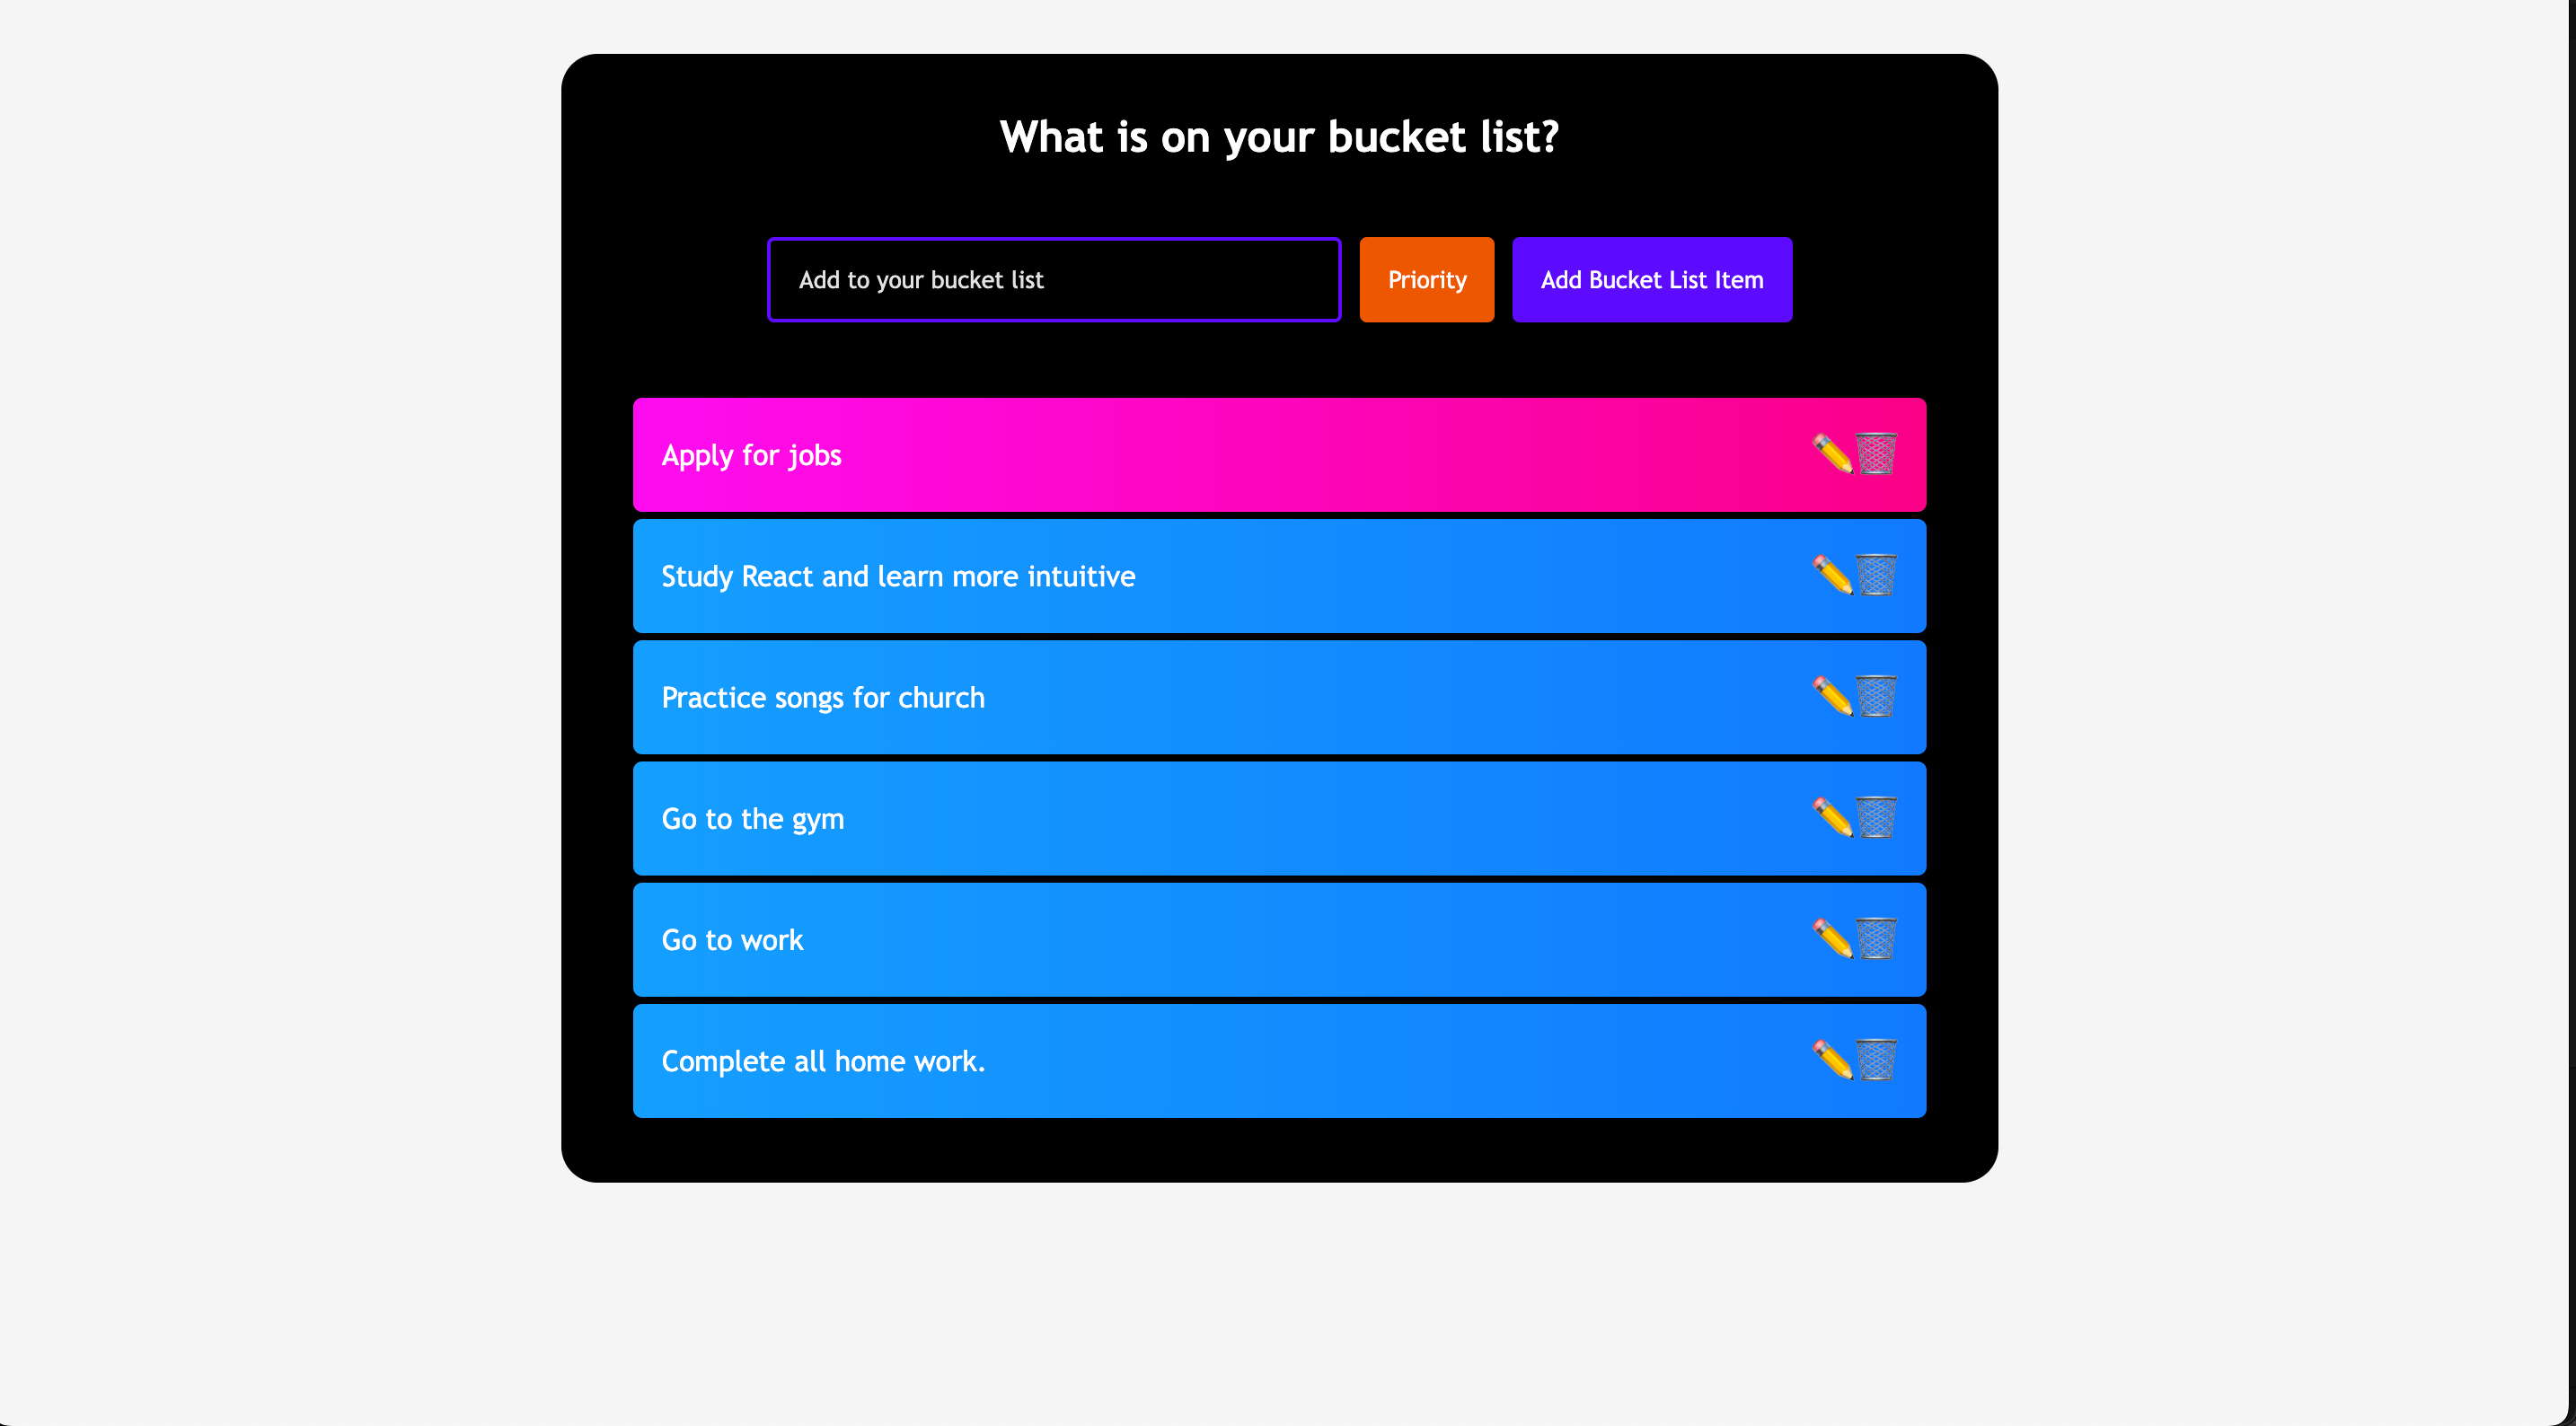 What is on your bucket list?
Add to your bucket list
Priority
Add Bucket List Item
Apply for jobs
Study React and learn more intuitive
Practice songs for church
Go to the gym
Go to work
Complete all home work.